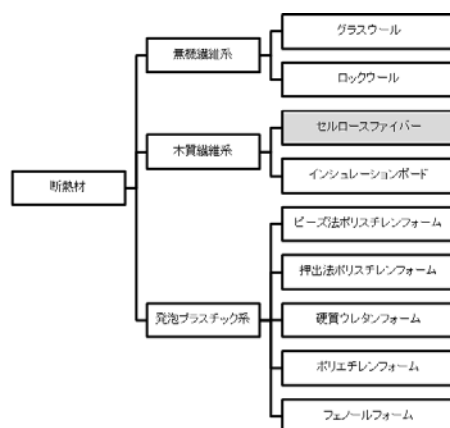 断熱材
無機繊維系
グラスウール
ロックウール
木質繊維系
セルロースファイバー
インシュレーションボード
発泡プラスチック系
ビーズ法ポリスチレンフォーム
押出法ポリスチレンフォーム
硬質ウレタンフォーム
ポリエチレンフォーム
フェノールフォーム